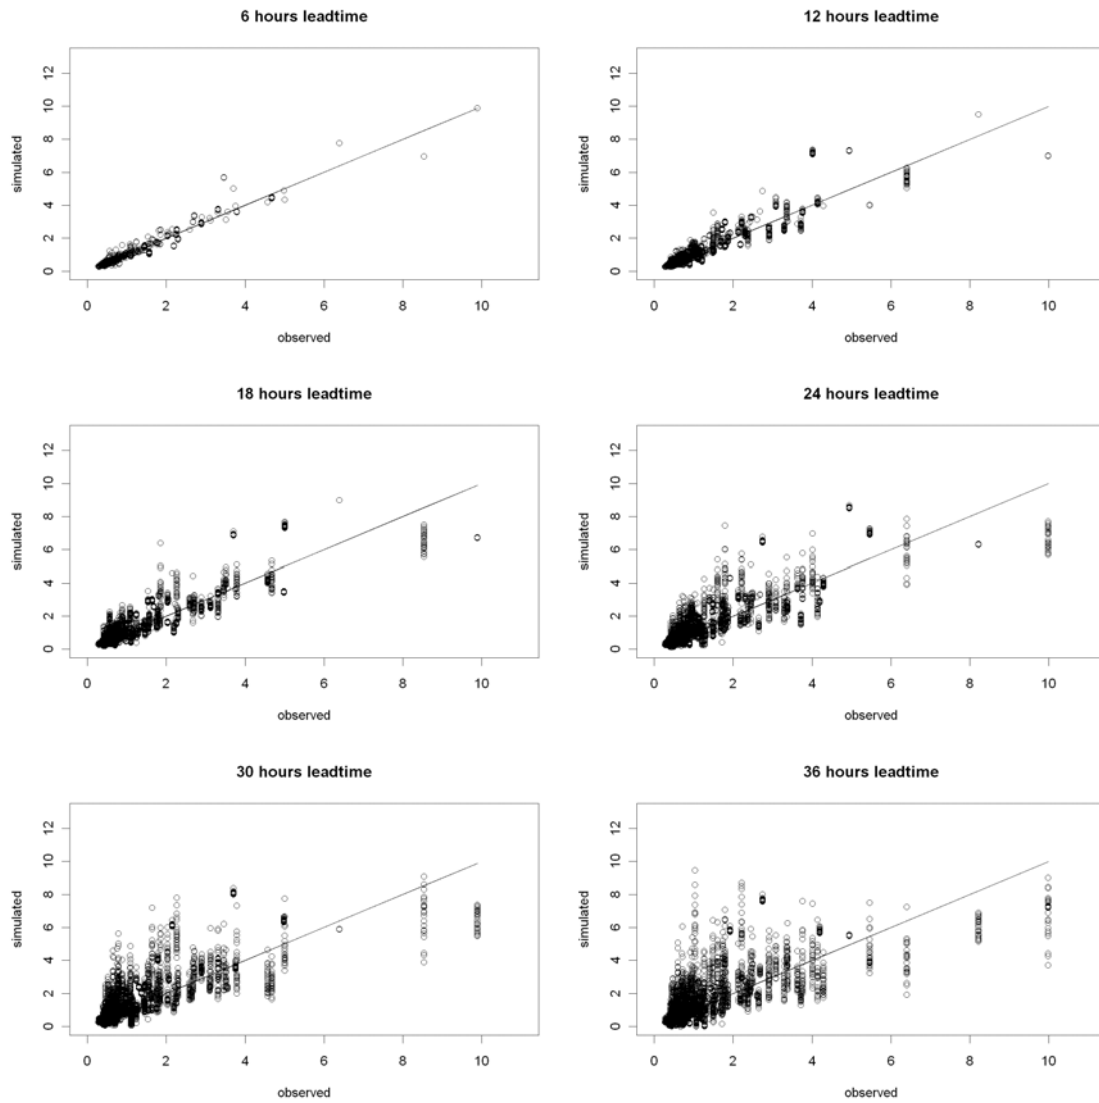 6 hours leadtime
12 hours leadtime
simulated
0 2 4 6 8 10 12
simulated
0 2 4 6 8 10 12
0 2 4 6 8 10
0 2 4 6 8 10
observed
observed
18 hours leadtime
24 hours leadtime
simulated
0 2 4 6 8 10 12
simulated
0 2 4 6 8 10 12
0 2 4 6 8 10
0 2 4 6 8 10
observed
observed
30 hours leadtime
36 hours leadtime
simulated
0 2 4 6 8 10 12
simulated
0 2 4 6 8 10 12
0 2 4 6 8 10
0 2 4 6 8 10
observed
observed